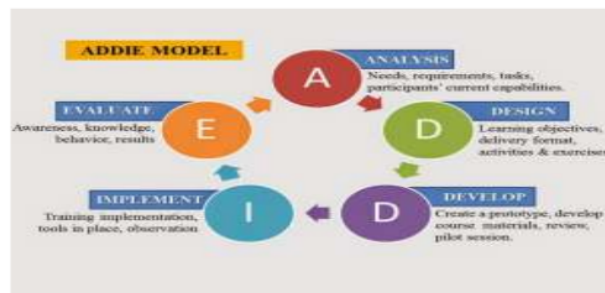 ADDIE MODEL
A
ANALYSIS
Needs, requirements, tasks,
participants' current capabilities.
D
DESIGN
Learning objectives,
delivery format,
activities & exercises
D
DEVELOP
Create a prototype, develop
course materials, review,
pilot session.
I
IMPLEMENT
Training implementation,
tools in place, observation
E
EVALUATE
Awareness, knowledge,
behavior, results